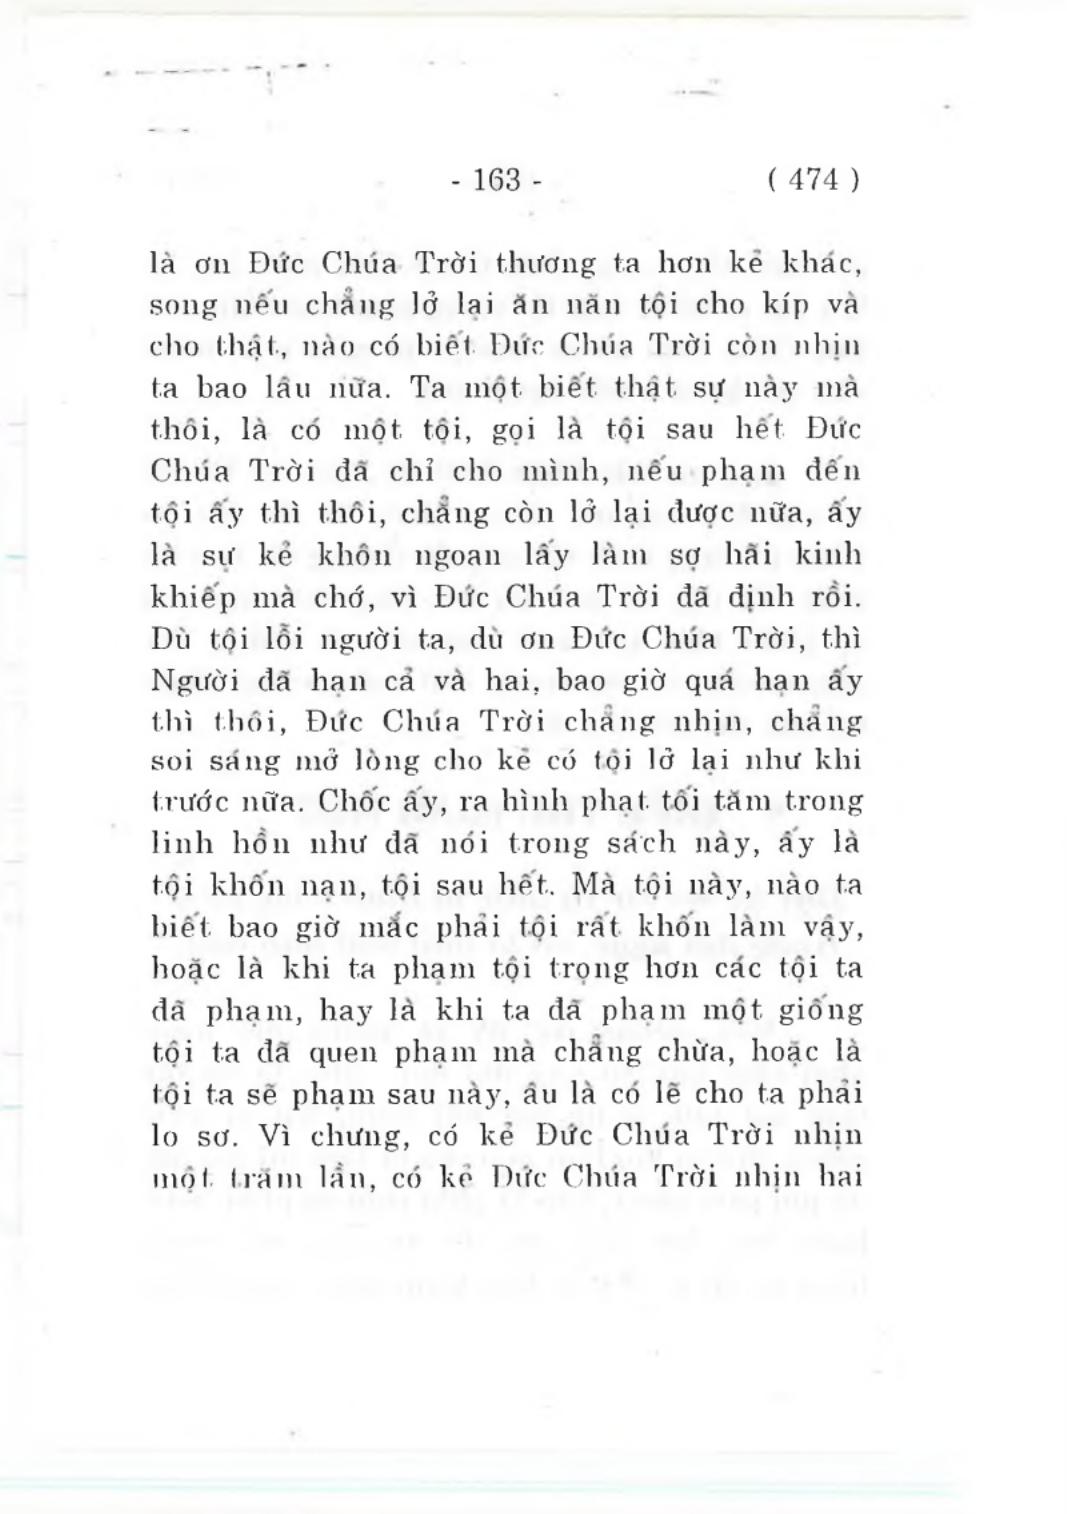 - 163 - ( 474 )
là ơn Đức Chúa Trời thương ta hơn kẻ khác,
song nếu chẳng lở lại ăn năn tội cho kíp và
cho thật, nào có biết Đức Chúa Trời còn nhịn
ta bao lâu nữa. Ta một biết thật sự này mà
thôi, là có một tội, gọi là tội sau hết Đức
Chúa Trời đã chỉ cho mình, nếu phạm đến
tội ấy thì thôi, chẳng còn lở lại được nữa, ấy
là sự kẻ khôn ngoan lấy làm sợ hãi kinh
khiếp mà chớ, vì Đức Chúa Trời đã định rồi.
Dù tội lỗi người ta, dù ơn Đức Chúa Trời, thì
Người đã hạn cả và hai, bao giờ quá hạn ấy
thì thôi, Đức Chúa Trời chẳng nhịn, chẳng
soi sáng mở lòng cho kẻ có tội lở lại như khi
trước nữa. Chốc ấy, ra hình phạt tối tăm trong
linh hồn như đã nói trong sách này, ấy là
tội khốn nạn, tội sau hết. Mà tội này, nào ta
biết bao giờ mắc phải tội rất khốn làm vậy,
hoặc là khi ta phạm tội trọng hơn các tội ta
đã phạm, hay là khi ta đã phạm một giống
tội ta đã quen phạm mà chẳng chừa, hoặc là
tội ta sẽ phạm sau này, âu là có lẽ cho ta phải
lo sơ. Vì chưng, có kẻ Đức Chúa Trời nhịn
một trăm lần, có kẻ Đức Chúa Trời nhịn hai